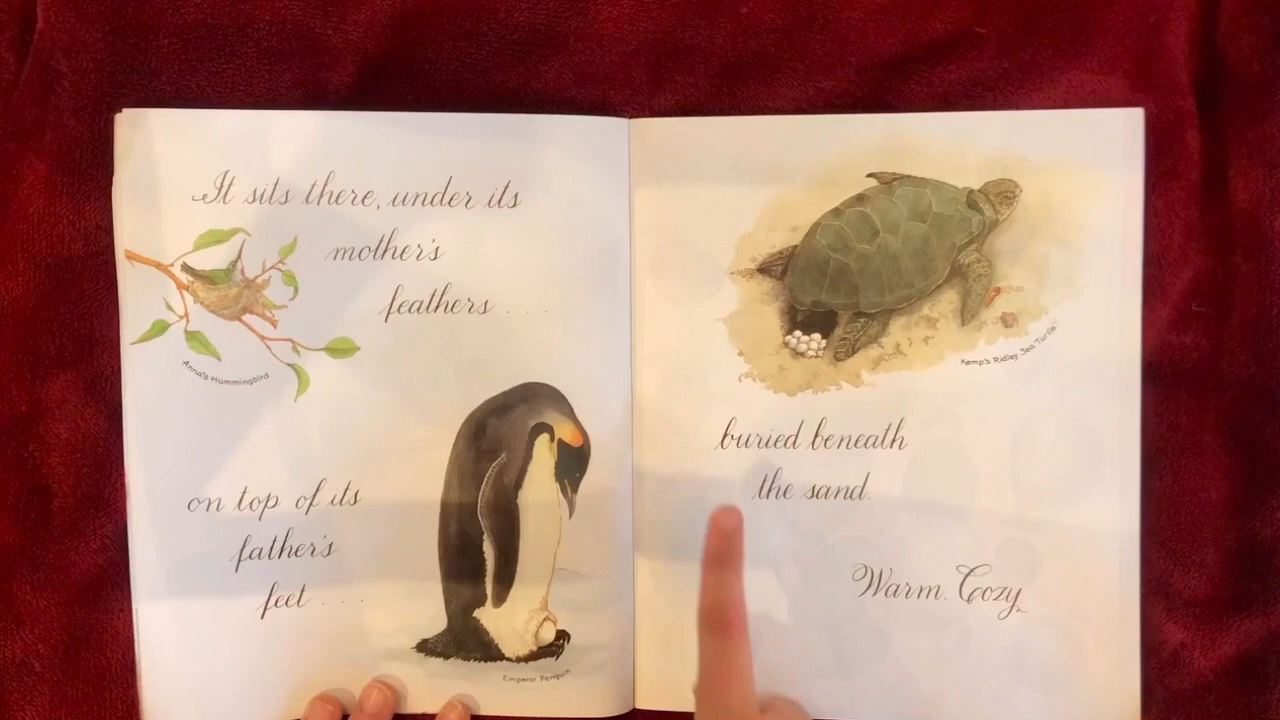 It sits there, under its
mother's
feathers . . .
Anna's Hummingbird
on top of its
father's
feet . . .
Emperor Penguin
Kemp's Ridley Sea Turtle
buried beneath
the sand.
Warm. Cozy.